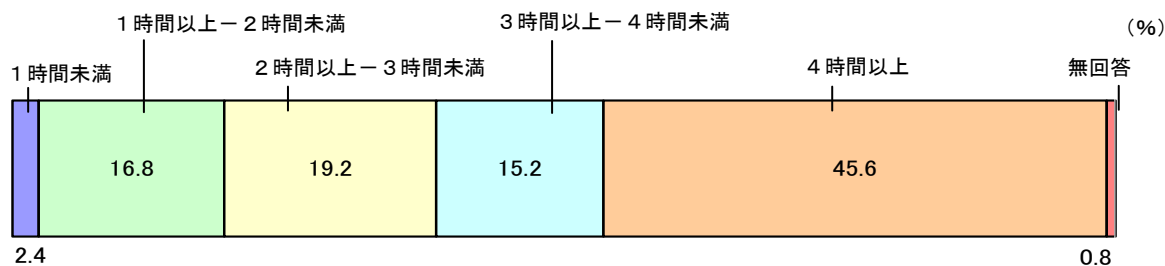 1時間以上－2時間未満
3時間以上－4時間未満
（%）
1時間未満
2時間以上－3時間未満
4時間以上
無回答
16.8
19.2
15.2
45.6
2.4
0.8